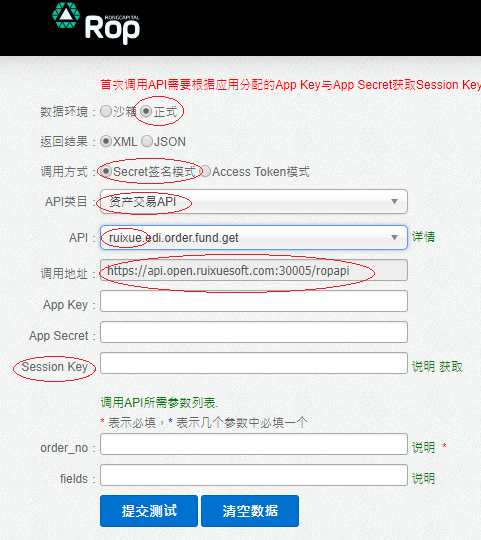 RONGCAPITAL
Rop
首次调用API需要根据应用分配的App Key与App Secret获取Session Key
数据环境： 沙箱 正式
返回结果： XML JSON
调用方式： Secret签名模式 Access Token模式
API类目： 资产交易API
API： ruixue.edi.order.fund.get 详情
调用地址： https://api.open.ruixuesoft.com:30005/ropapi
App Key：
App Secret：
Session Key： 说明 获取
调用API所需参数列表.
* 表示必填，* 表示几个参数中必填一个
order_no： 说明 *
fields： 说明
提交测试 清空数据